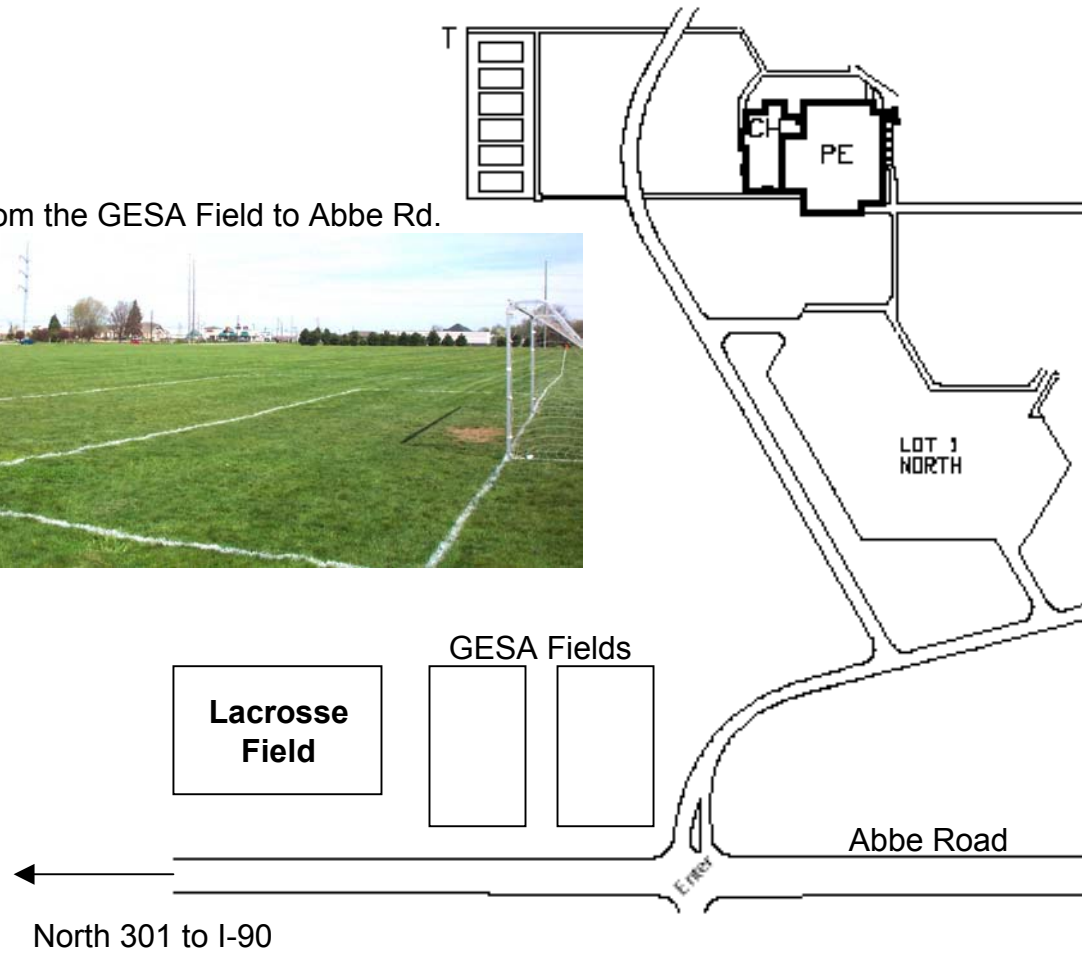 T
CH
PE
om the GESA Field to Abbe Rd.
LOT 1
NORTH
GESA Fields
Lacrosse
Field
Abbe Road
Enter
North 301 to I-90